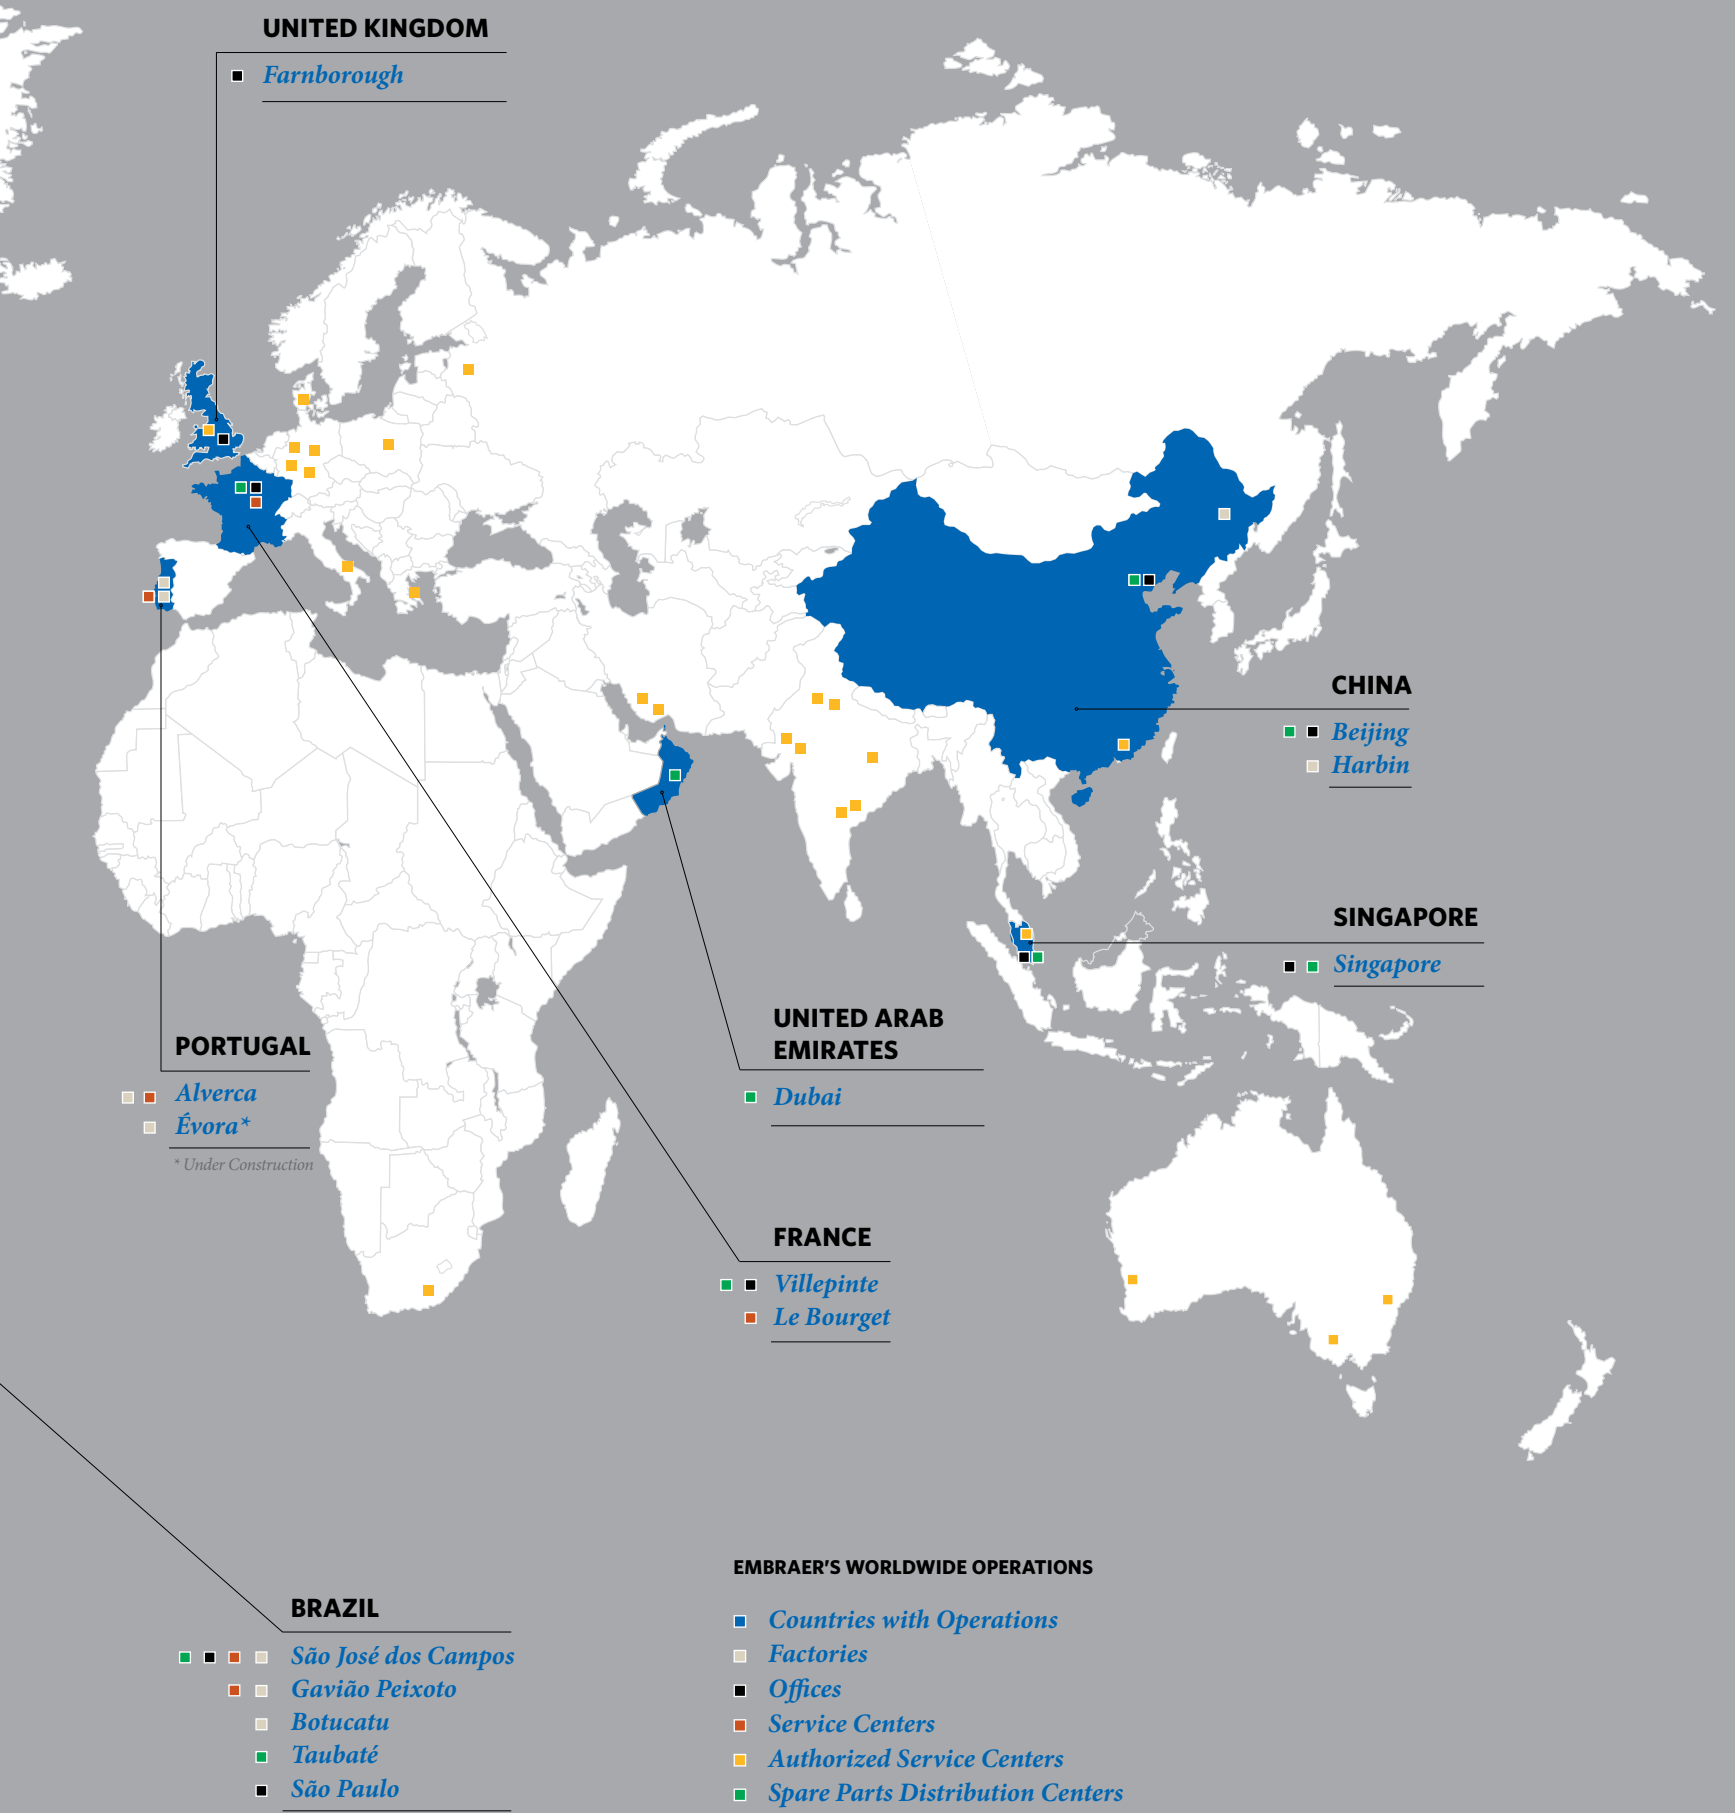 UNITED KINGDOM
Farnborough
CHINA
Beijing
Harbin
SINGAPORE
Singapore
UNITED ARAB
EMIRATES
Dubai
PORTUGAL
Alverca
Évora*
* Under Construction
FRANCE
Villepinte
Le Bourget
BRAZIL
São José dos Campos
Gavião Peixoto
Botucatu
Taubaté
São Paulo
EMBRAER'S WORLDWIDE OPERATIONS
Countries with Operations
Factories
Offices
Service Centers
Authorized Service Centers
Spare Parts Distribution Centers